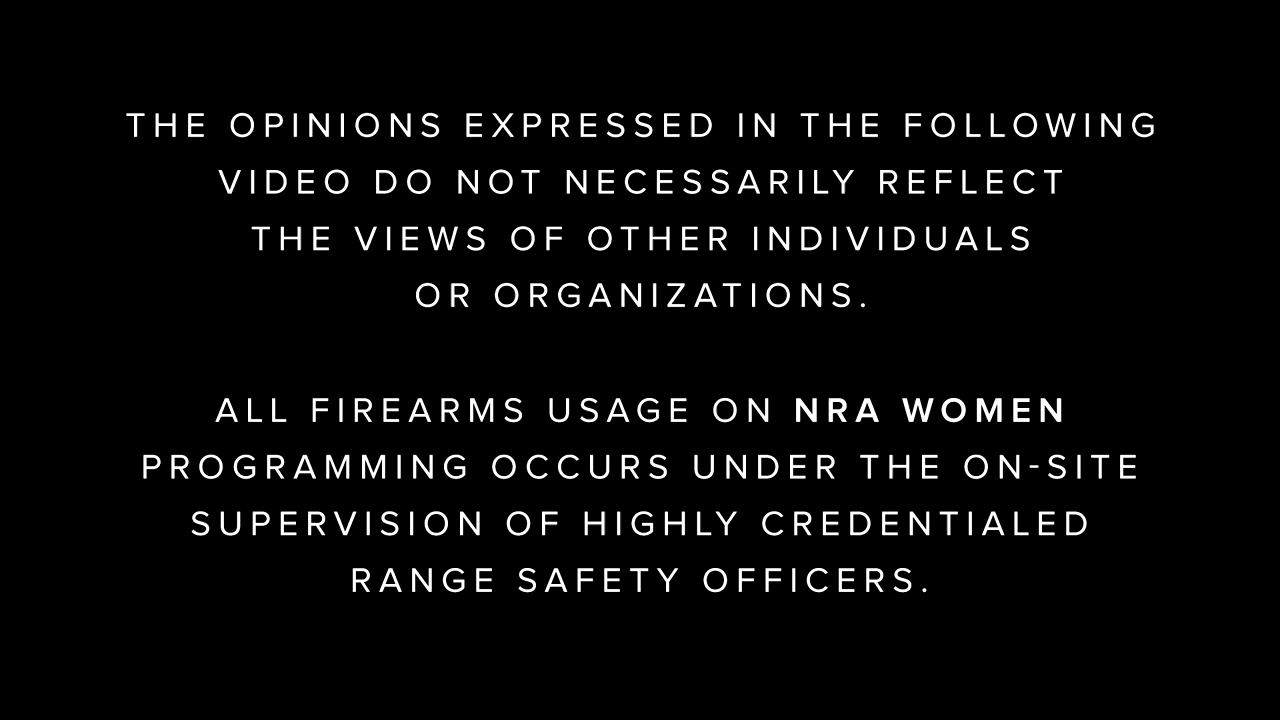 THE OPINIONS EXPRESSED IN THE FOLLOWING
VIDEO DO NOT NECESSARILY REFLECT
THE VIEWS OF OTHER INDIVIDUALS
OR ORGANIZATIONS.
ALL FIREARMS USAGE ON NRA WOMEN
PROGRAMMING OCCURS UNDER THE ON-SITE
SUPERVISION OF HIGHLY CREDENTIALED
RANGE SAFETY OFFICERS.